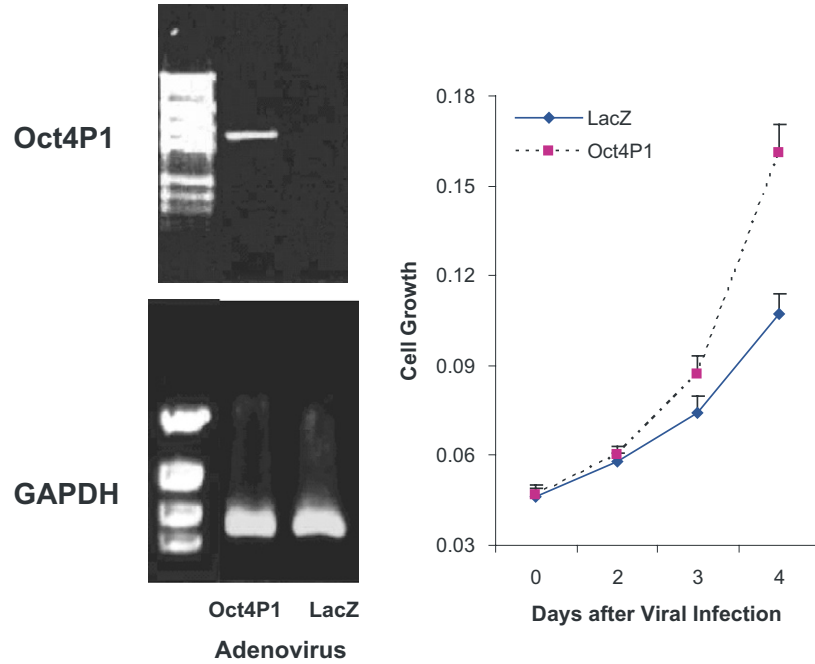 Oct4P1
GAPDH
Oct4P1 LacZ
Adenovirus
LacZ
Oct4P1
Cell Growth
0.18
0.15
0.12
0.09
0.06
0.03
0 2 3 4
Days after Viral Infection